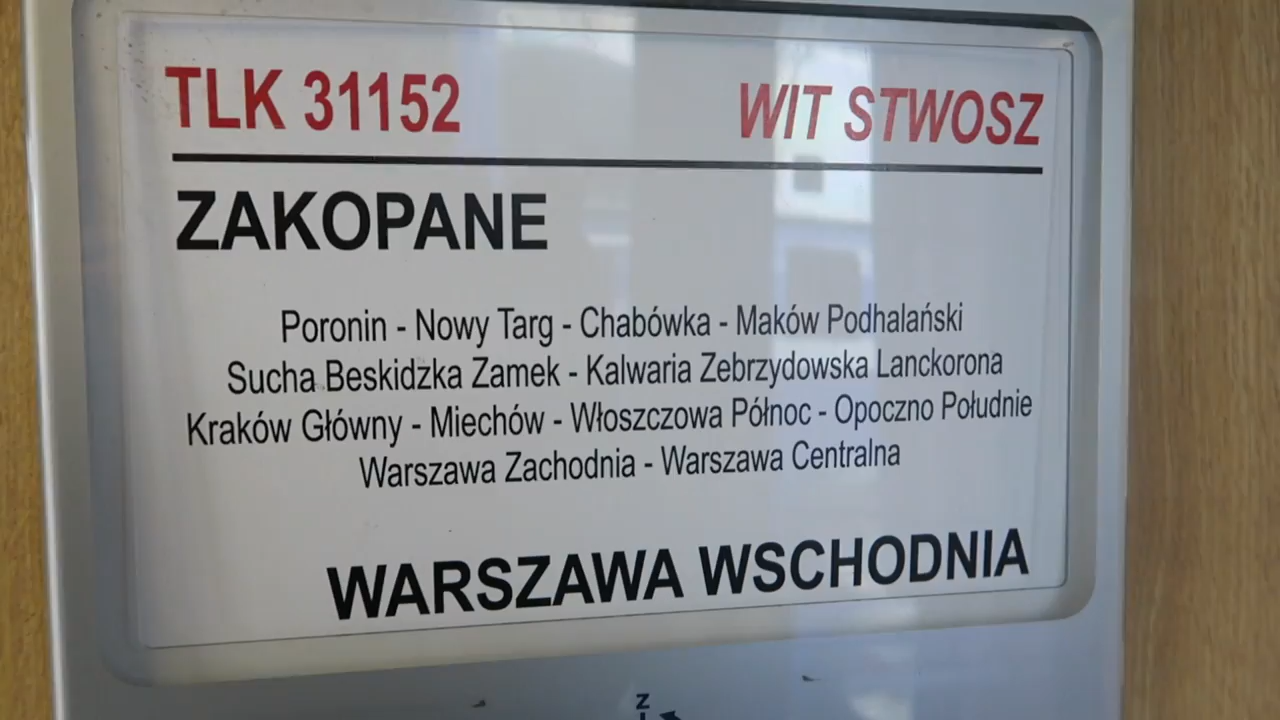 TLK 31152 WIT STWOSZ
ZAKOPANE
Poronin - Nowy Targ - Chabówka - Maków Podhalański
Sucha Beskidzka Zamek - Kalwaria Zebrzydowska Lanckorona
Kraków Główny - Miechów - Włoszczowa Północ - Opoczno Południe
Warszawa Zachodnia - Warszawa Centralna
WARSZAWA WSCHODNIA
Z